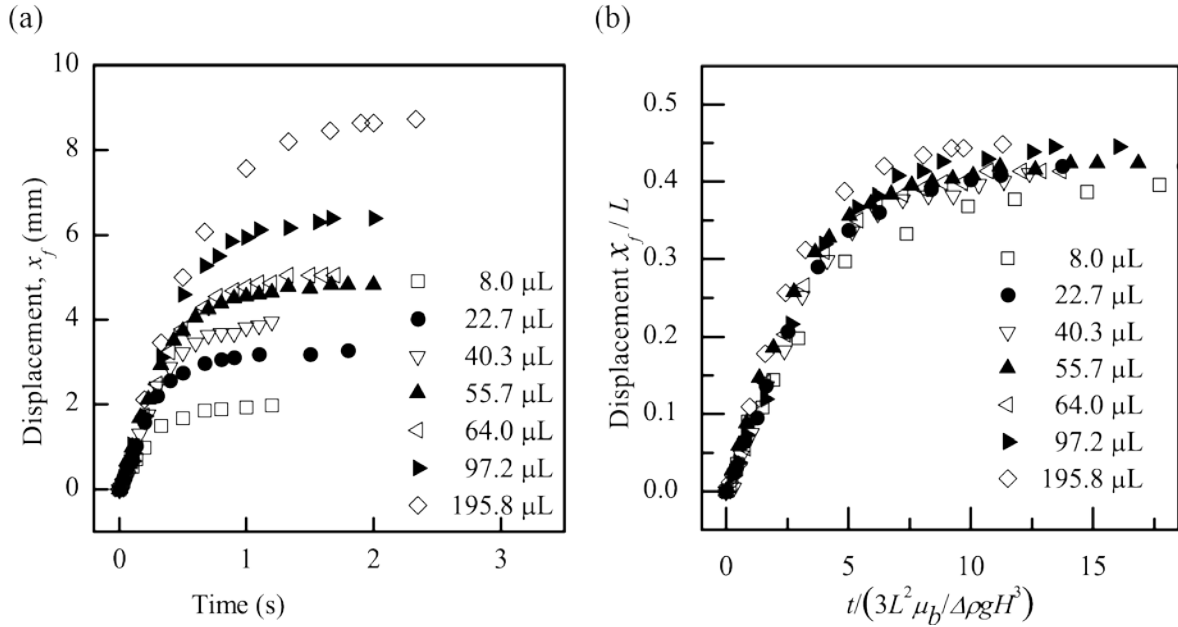 (a)
10
8
6
4
2
0
Displacement, x_f (mm)
8.0 μL
22.7 μL
40.3 μL
55.7 μL
64.0 μL
97.2 μL
195.8 μL
0 1 2 3
Time (s)
(b)
0.5
0.4
0.3
0.2
0.1
0.0
Displacement x_f / L
8.0 μL
22.7 μL
40.3 μL
55.7 μL
64.0 μL
97.2 μL
195.8 μL
0 5 10 15
t/(3L²μ_b/ΔρgH³)